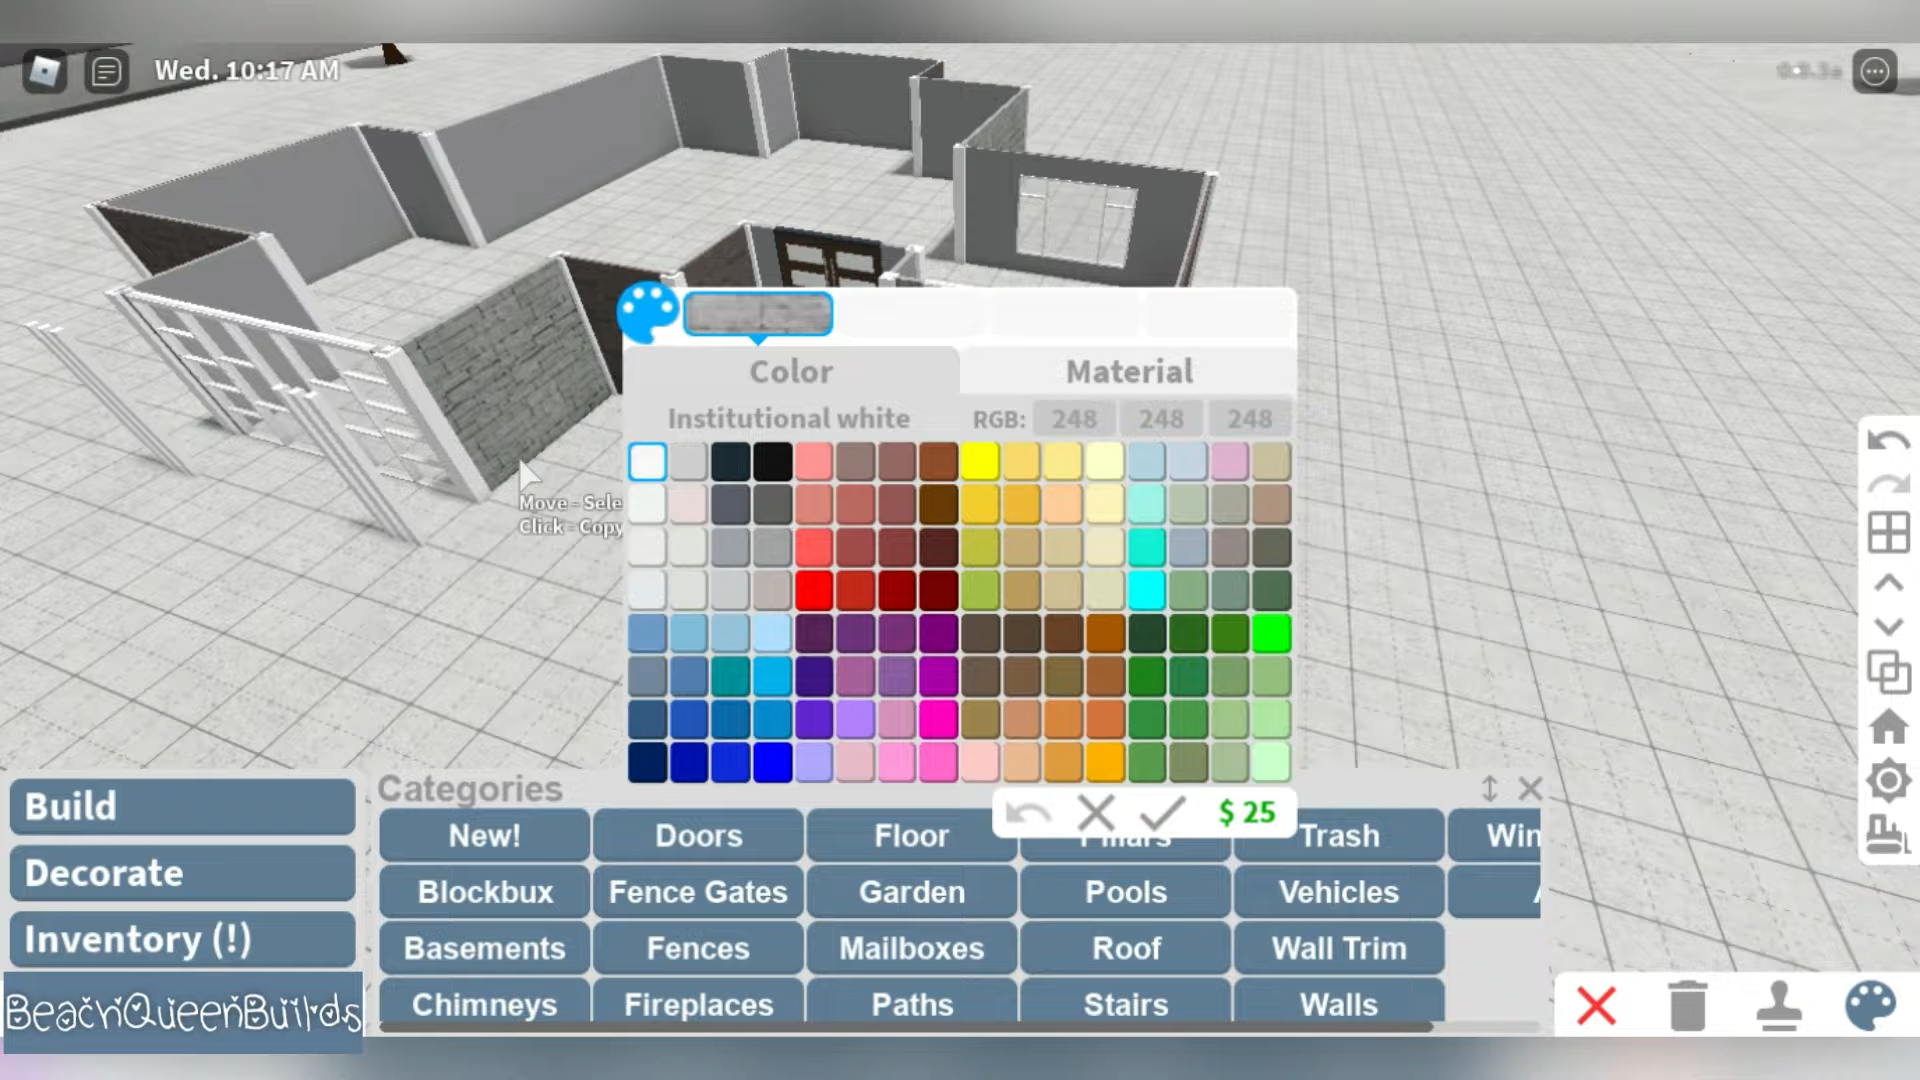 Wed. 10:17 AM
Color
Material
Institutional white
RGB: 248 248 248
Move - Sele
Click - Copy
Categories
$ 25
Build
Decorate
Inventory (!)
BeachQueenBuilds
New!
Doors
Floor
Pillars
Trash
Win
Blockbux
Fence Gates
Garden
Pools
Vehicles
Basements
Fences
Mailboxes
Roof
Wall Trim
Chimneys
Fireplaces
Paths
Stairs
Walls